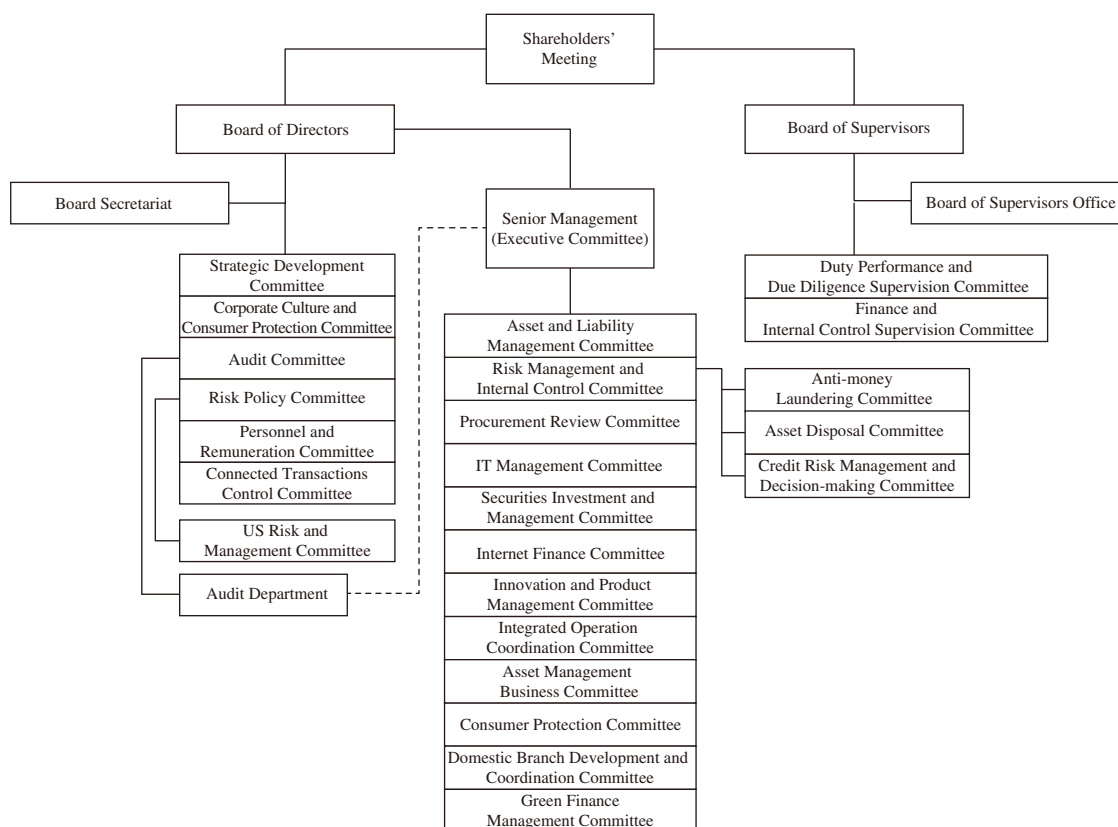 Shareholders’
Meeting
Board of Directors
Board of Supervisors
Board Secretariat
Senior Management
(Executive Committee)
Board of Supervisors Office
Strategic Development
Committee
Corporate Culture and
Consumer Protection Committee
Audit Committee
Risk Policy Committee
Personnel and
Remuneration Committee
Connected Transactions
Control Committee
US Risk and
Management Committee
Audit Department
Asset and Liability
Management Committee
Risk Management and
Internal Control Committee
Procurement Review Committee
IT Management Committee
Securities Investment and
Management Committee
Internet Finance Committee
Innovation and Product
Management Committee
Integrated Operation
Coordination Committee
Asset Management
Business Committee
Consumer Protection Committee
Domestic Branch Development and
Coordination Committee
Green Finance
Management Committee
Duty Performance and
Due Diligence Supervision Committee
Finance and
Internal Control Supervision Committee
Anti-money
Laundering Committee
Asset Disposal Committee
Credit Risk Management and
Decision-making Committee